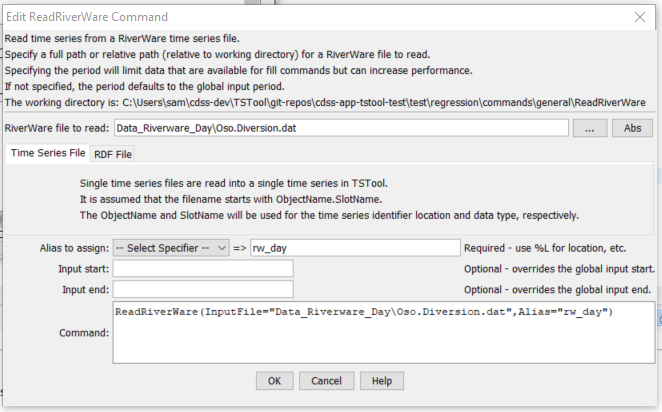 Edit ReadRiverWare Command
Read time series from a RiverWare time series file.
Specify a full path or relative path (relative to working directory) for a RiverWare file to read.
Specifying the period will limit data that are available for fill commands but can increase performance.
If not specified, the period defaults to the global input period.
The working directory is: C:\Users\sam\cdss-dev\TSTool\git-repos\cdss-app-tstool-test\test\regression\commands\general\ReadRiverWare
RiverWare file to read: Data_Riverware_Day\Oso.Diversion.dat ... Abs
Time Series File RDF File
Single time series files are read into a single time series in TSTool.
It is assumed that the filename starts with ObjectName.SlotName.
The ObjectName and SlotName will be used for the time series identifier location and data type, respectively.
Alias to assign: -- Select Specifier -- => rw_day Required - use %L for location, etc.
Input start: Optional - overrides the global input start.
Input end: Optional - overrides the global input end.
ReadRiverWare(InputFile="Data_Riverware_Day\Oso.Diversion.dat",Alias="rw_day")
Command:
OK Cancel Help